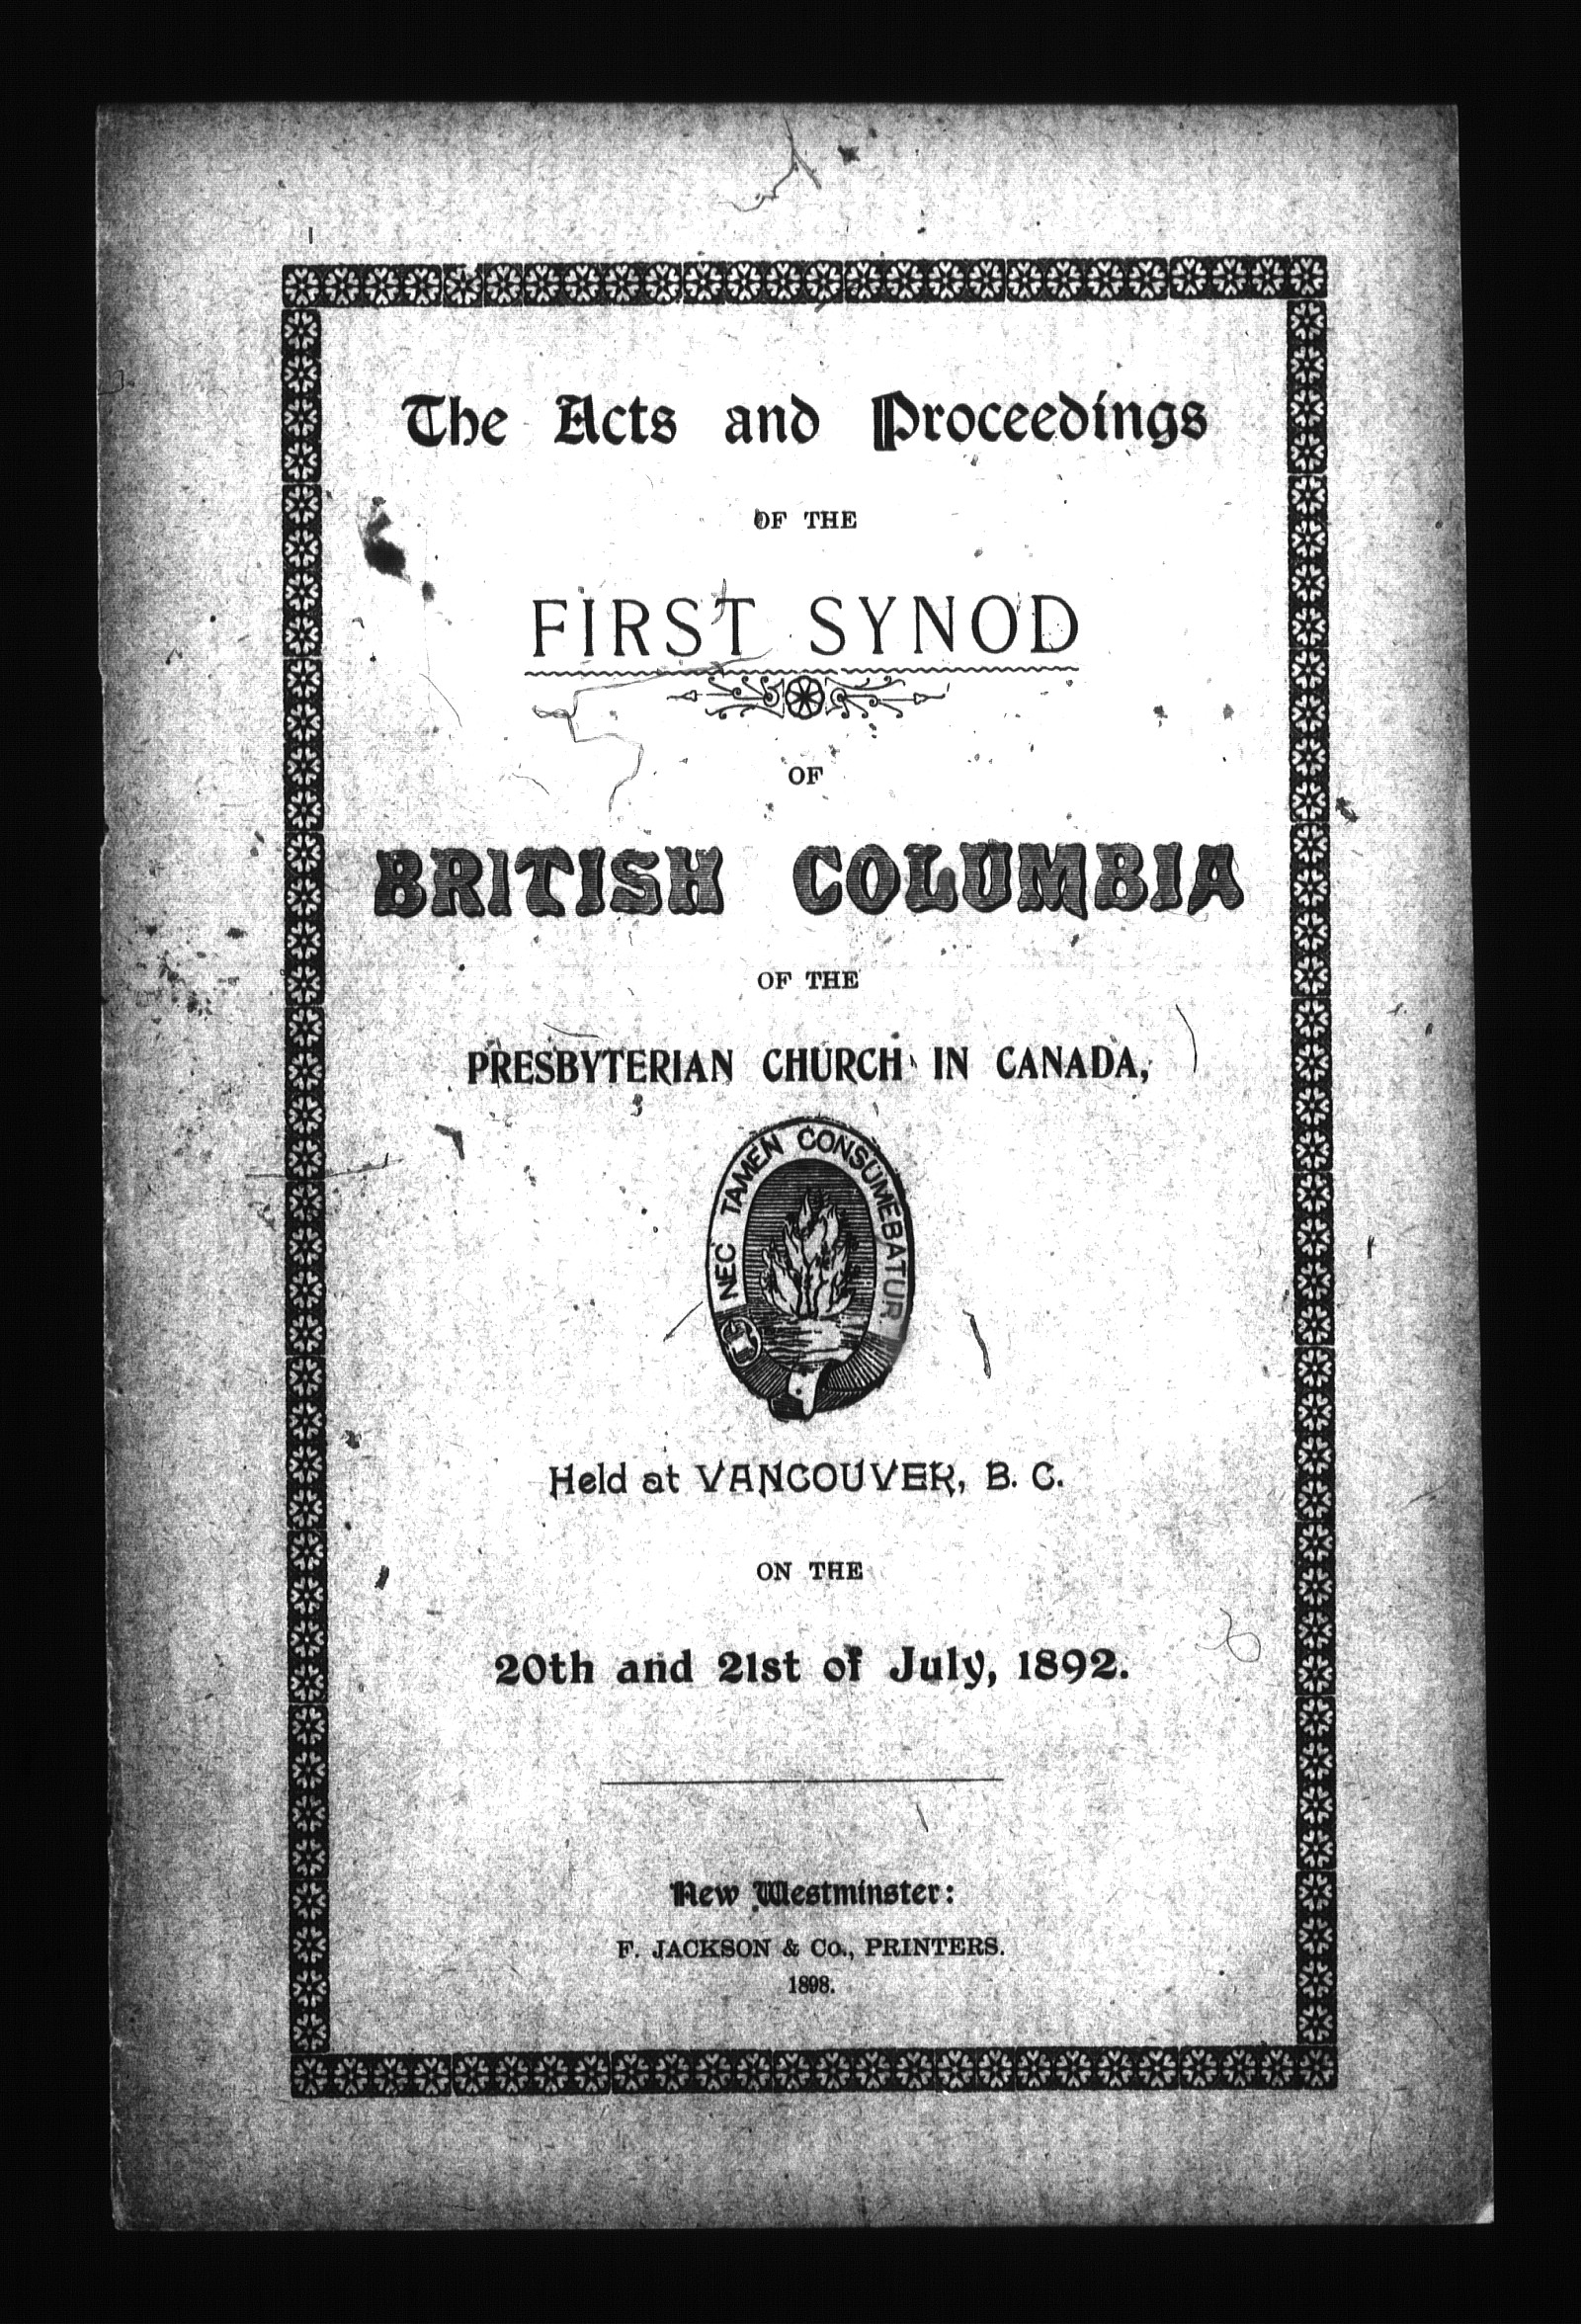 The Acts and Proceedings
OF THE
FIRST SYNOD
OF
BRITISH COLUMBIA
OF THE
PRESBYTERIAN CHURCH IN CANADA,
NEC TAMEN CONSUMEBATUR
Held at VANCOUVER, B. C.
ON THE
20th and 21st of July, 1892.
New Westminster:
F. JACKSON & Co., PRINTERS.
1898.